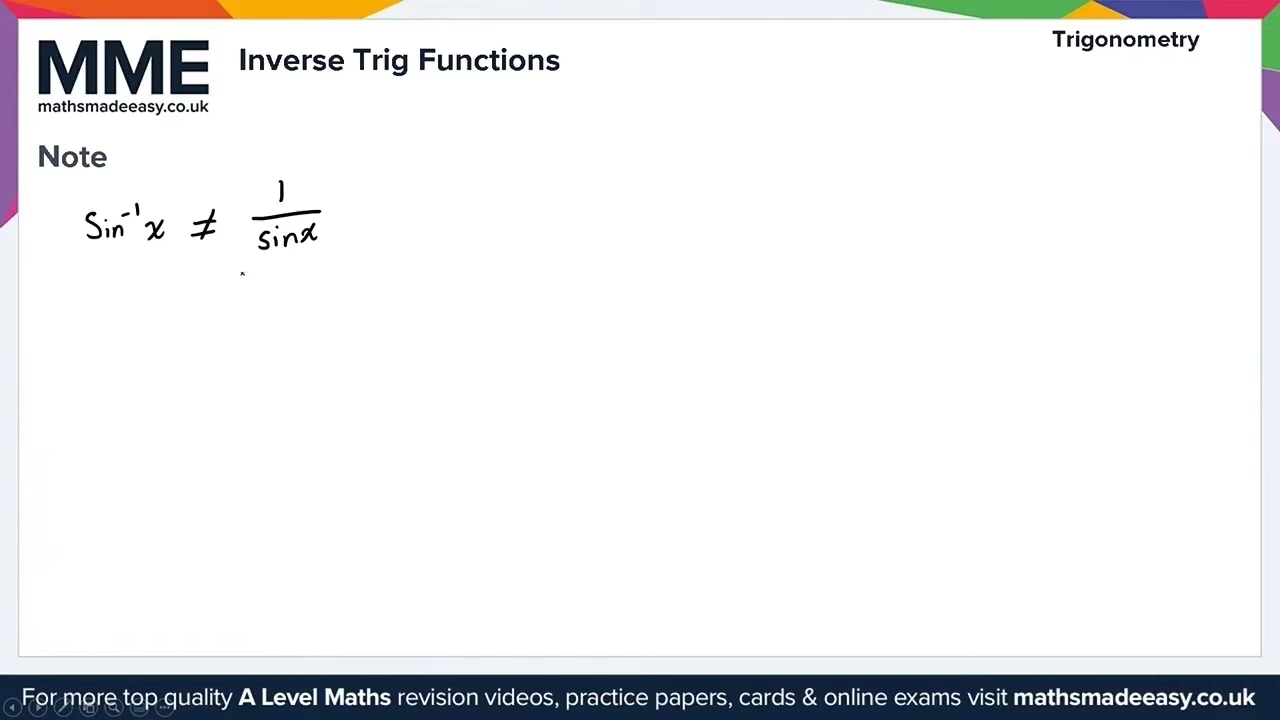 MME
mathsmadeeasy.co.uk
Inverse Trig Functions
Trigonometry
Note
Sin⁻¹x ≠ 1/sinx
For more top quality A Level Maths revision videos, practice papers, cards & online exams visit mathsmadeeasy.co.uk